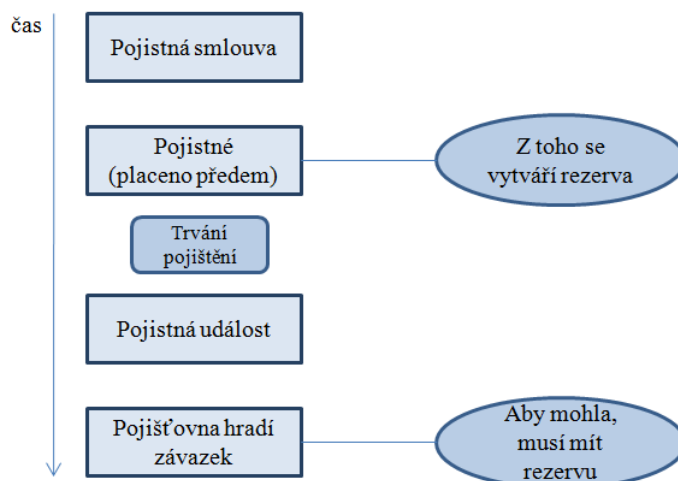 čas
Pojistná smlouva
Pojistné
(placeno předem)
Z toho se
vytváří rezerva
Trvání
pojištění
Pojistná událost
Pojišťovna hradí
závazek
Aby mohla,
musí mít
rezervu